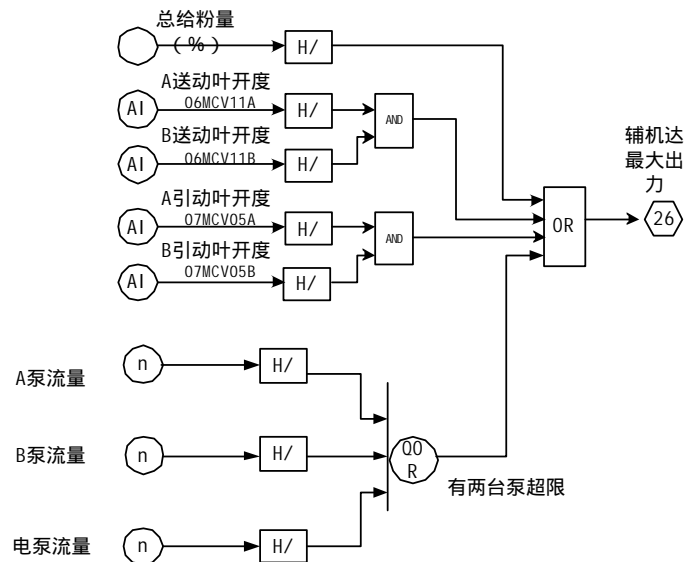 总给粉量
(%)
H/
A送动叶开度
AI
06MCV11A
H/
AND
B送动叶开度
AI
06MCV11B
H/
A引动叶开度
AI
07MCV05A
H/
AND
B引动叶开度
AI
07MCV05B
H/
OR
辅机达
最大出
力
26
A泵流量
n
H/
B泵流量
n
H/
QO
R
有两台泵超限
电泵流量
n
H/